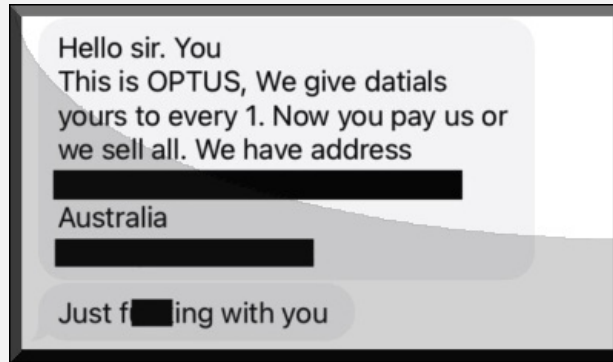 Hello sir. You
This is OPTUS, We give datials
yours to every 1. Now you pay us or
we sell all. We have address
Australia
Just f ing with you